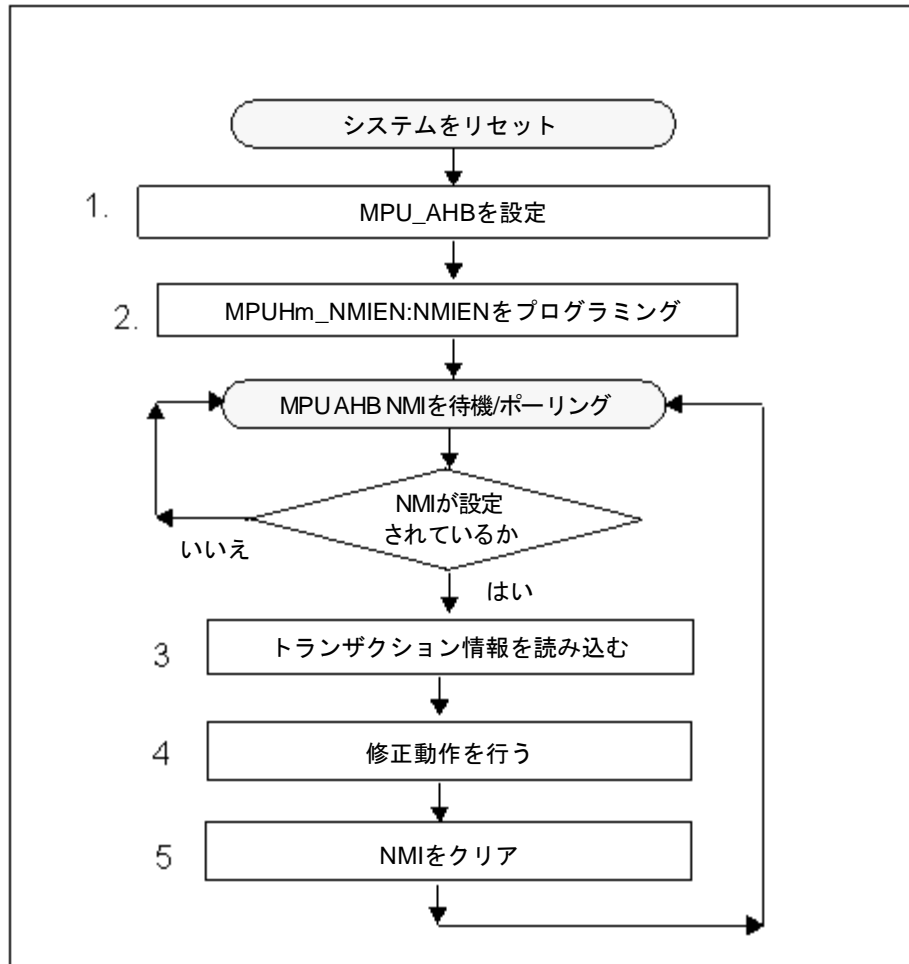 システムをリセット
1.
MPU_AHBを設定
2.
MPUHm_NMIEN:NMIENをプログラミング
MPU AHB NMIを待機/ポーリング
NMIが設定
されているか
いいえ
はい
3
トランザクション情報を読み込む
4
修正動作を行う
5
NMIをクリア